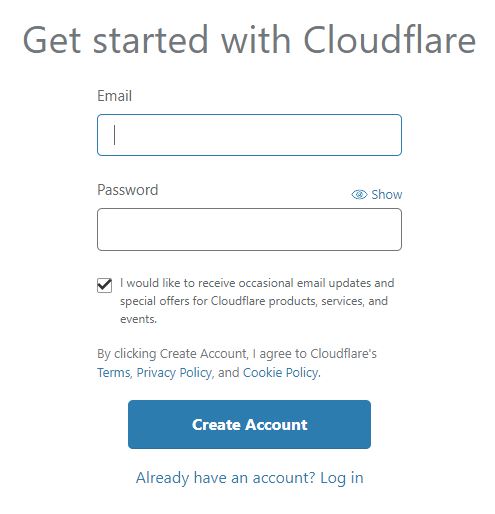 Get started with Cloudflare
Email
Password
Show
I would like to receive occasional email updates and
special offers for Cloudflare products, services, and
events.
By clicking Create Account, I agree to Cloudflare's
Terms, Privacy Policy, and Cookie Policy.
Create Account
Already have an account? Log in